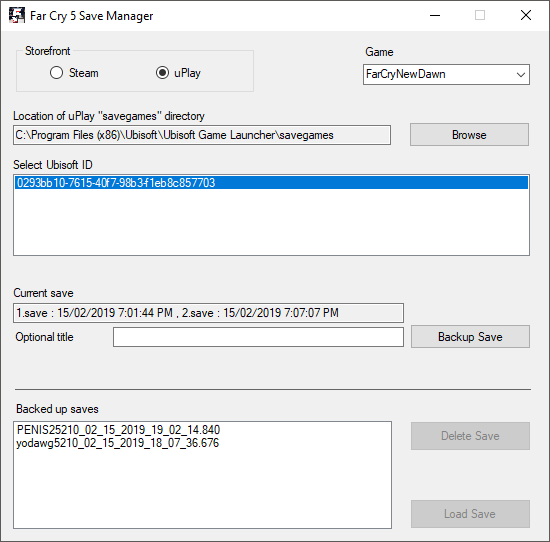 Far Cry 5 Save Manager
Storefront
Steam
uPlay
Game
FarCryNewDawn
Location of uPlay "savegames" directory
C:\Program Files (x86)\Ubisoft\Ubisoft Game Launcher\savegames
Browse
Select Ubisoft ID
0293bb10-7615-40f7-98b3-f1eb8c857703
Current save
1.save : 15/02/2019 7:01:44 PM , 2.save : 15/02/2019 7:07:07 PM
Optional title
Backup Save
Backed up saves
PENIS25210_02_15_2019_19_02_14.840
yodawg5210_02_15_2019_18_07_36.676
Delete Save
Load Save